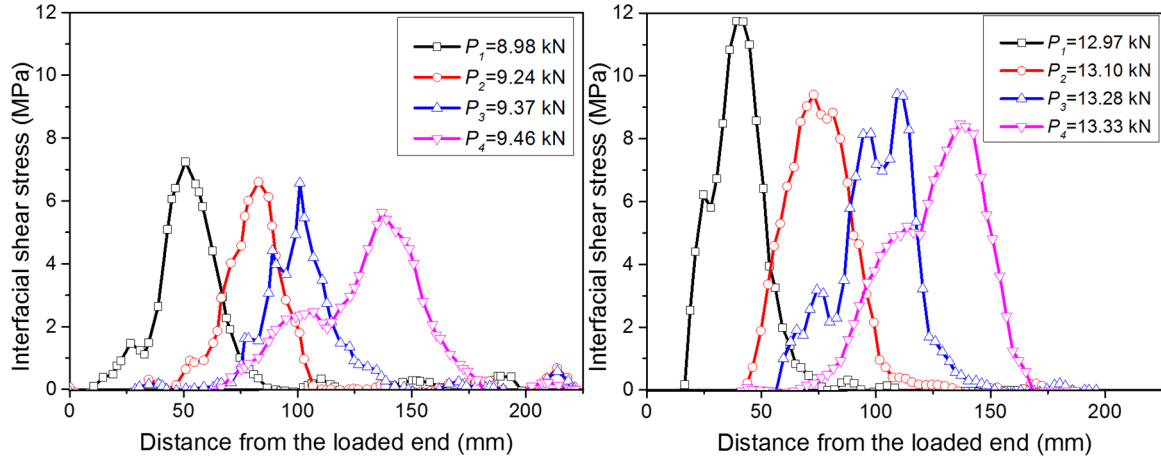 12
10
8
6
4
2
0
0 50 100 150 200
Interfacial shear stress (MPa)
Distance from the loaded end (mm)
P1=8.98 kN
P2=9.24 kN
P3=9.37 kN
P4=9.46 kN
12
10
8
6
4
2
0
0 50 100 150 200
Interfacial shear stress (MPa)
Distance from the loaded end (mm)
P1=12.97 kN
P2=13.10 kN
P3=13.28 kN
P4=13.33 kN